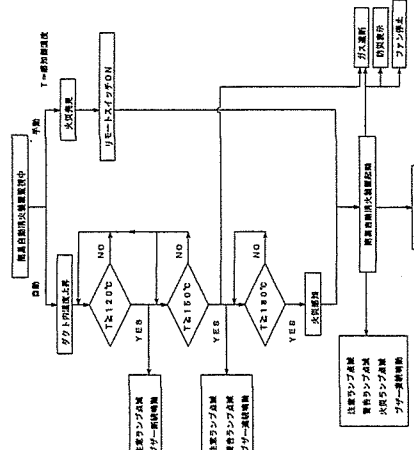 T=感知器温度
簡易自動消火装置監視中
自動
手動
ダクト内温度上昇
火災発見
リモートスイッチON
T≧120℃
NO
YES
T≧150℃
NO
YES
T≧180℃
NO
YES
火災感知
注意ランプ点滅
ブザー断続鳴動
注意ランプ点滅
警告ランプ点滅
ブザー連続鳴動
ガス遮断
防災表示
ファン停止
簡易自動消火装置起動
注意ランプ点滅
警告ランプ点滅
火災ランプ点滅
ブザー連続鳴動